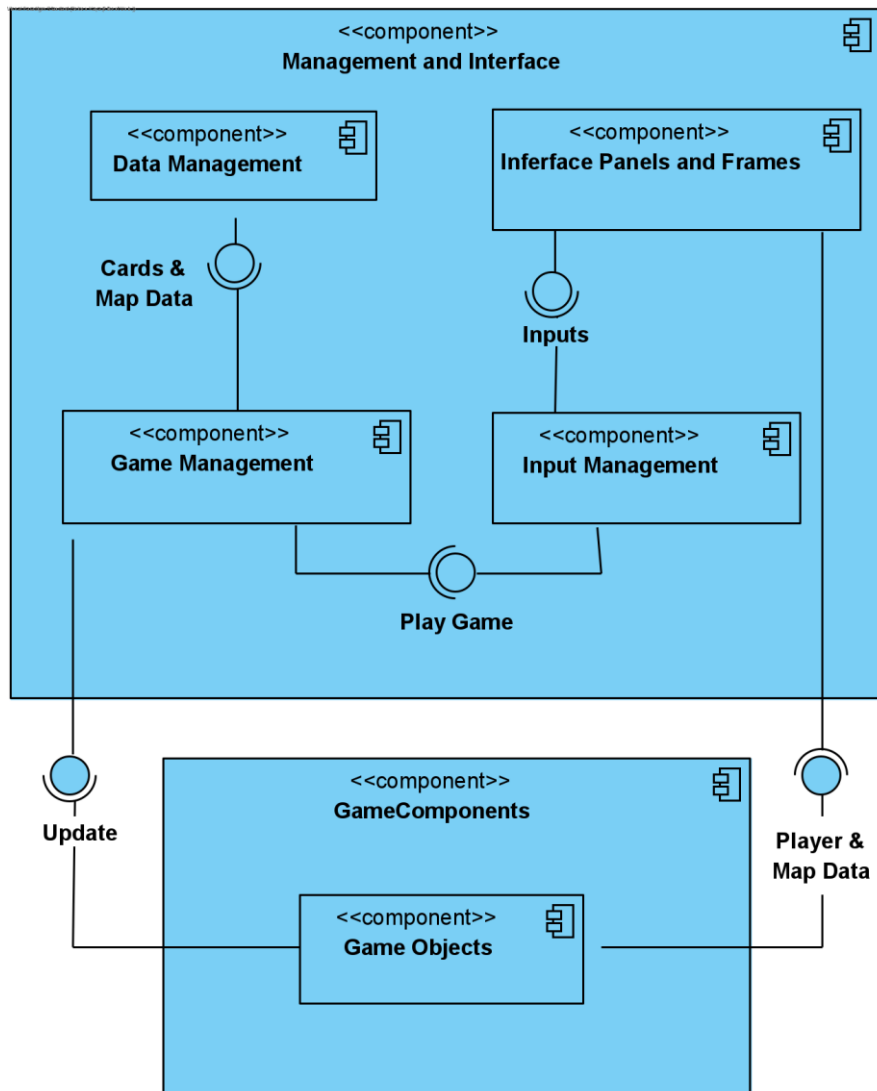 <<component>>
Management and Interface
<<component>>
Data Management
<<component>>
Inferface Panels and Frames
Cards &
Map Data
Inputs
<<component>>
Game Management
<<component>>
Input Management
Play Game
Update
<<component>>
GameComponents
Player &
Map Data
<<component>>
Game Objects